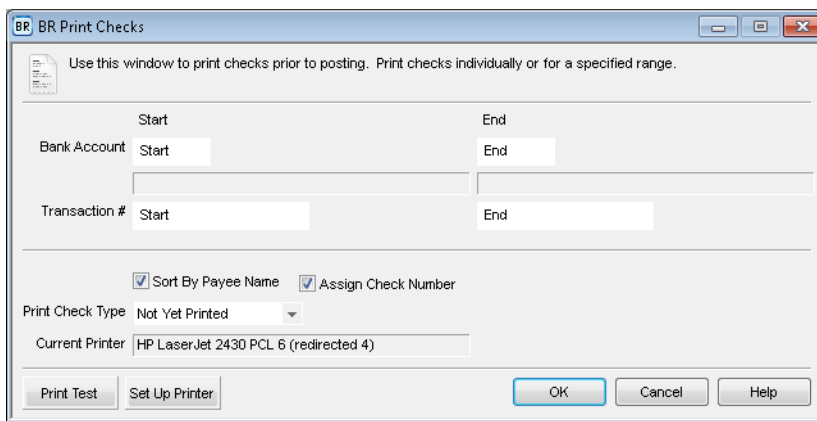 BR BR Print Checks
Use this window to print checks prior to posting. Print checks individually or for a specified range.
Start End
Bank Account Start End
Transaction # Start End
Sort By Payee Name Assign Check Number
Print Check Type Not Yet Printed
Current Printer HP LaserJet 2430 PCL 6 (redirected 4)
Print Test Set Up Printer OK Cancel Help